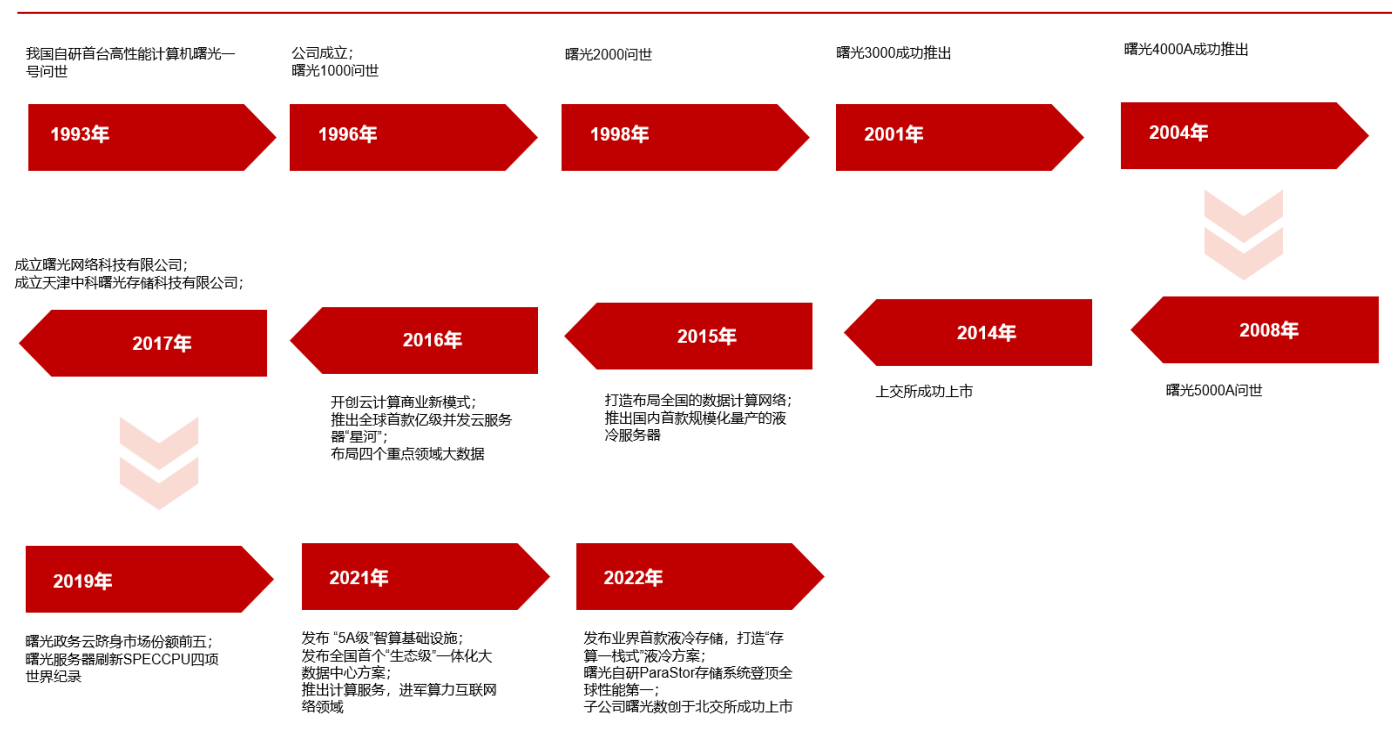 我国自研首台高性能计算机曙光一
号问世
1993年
公司成立；
曙光1000问世
1996年
曙光2000问世
1998年
曙光3000成功推出
2001年
曙光4000A成功推出
2004年
2008年
曙光5000A问世
2014年
上交所成功上市
2015年
打造布局全国的数据计算网络；
推出国内首款规模化量产的液
冷服务器
2016年
开创云计算商业新模式；
推出全球首款亿级并发云服务
器“星河”；
布局四个重点领域大数据
成立曙光网络科技有限公司；
成立天津中科曙光存储科技有限公司；
2017年
2019年
曙光政务云跻身市场份额前五；
曙光服务器刷新SPECCPU四项
世界纪录
2021年
发布 “5A级”智算基础设施；
发布全国首个“生态级”一体化大
数据中心方案；
推出计算服务，进军算力互联网
络领域
2022年
发布业界首款液冷存储，打造“存
算一栈式”液冷方案；
曙光自研ParaStor存储系统登顶全
球性能第一；
子公司曙光数创于北交所成功上市